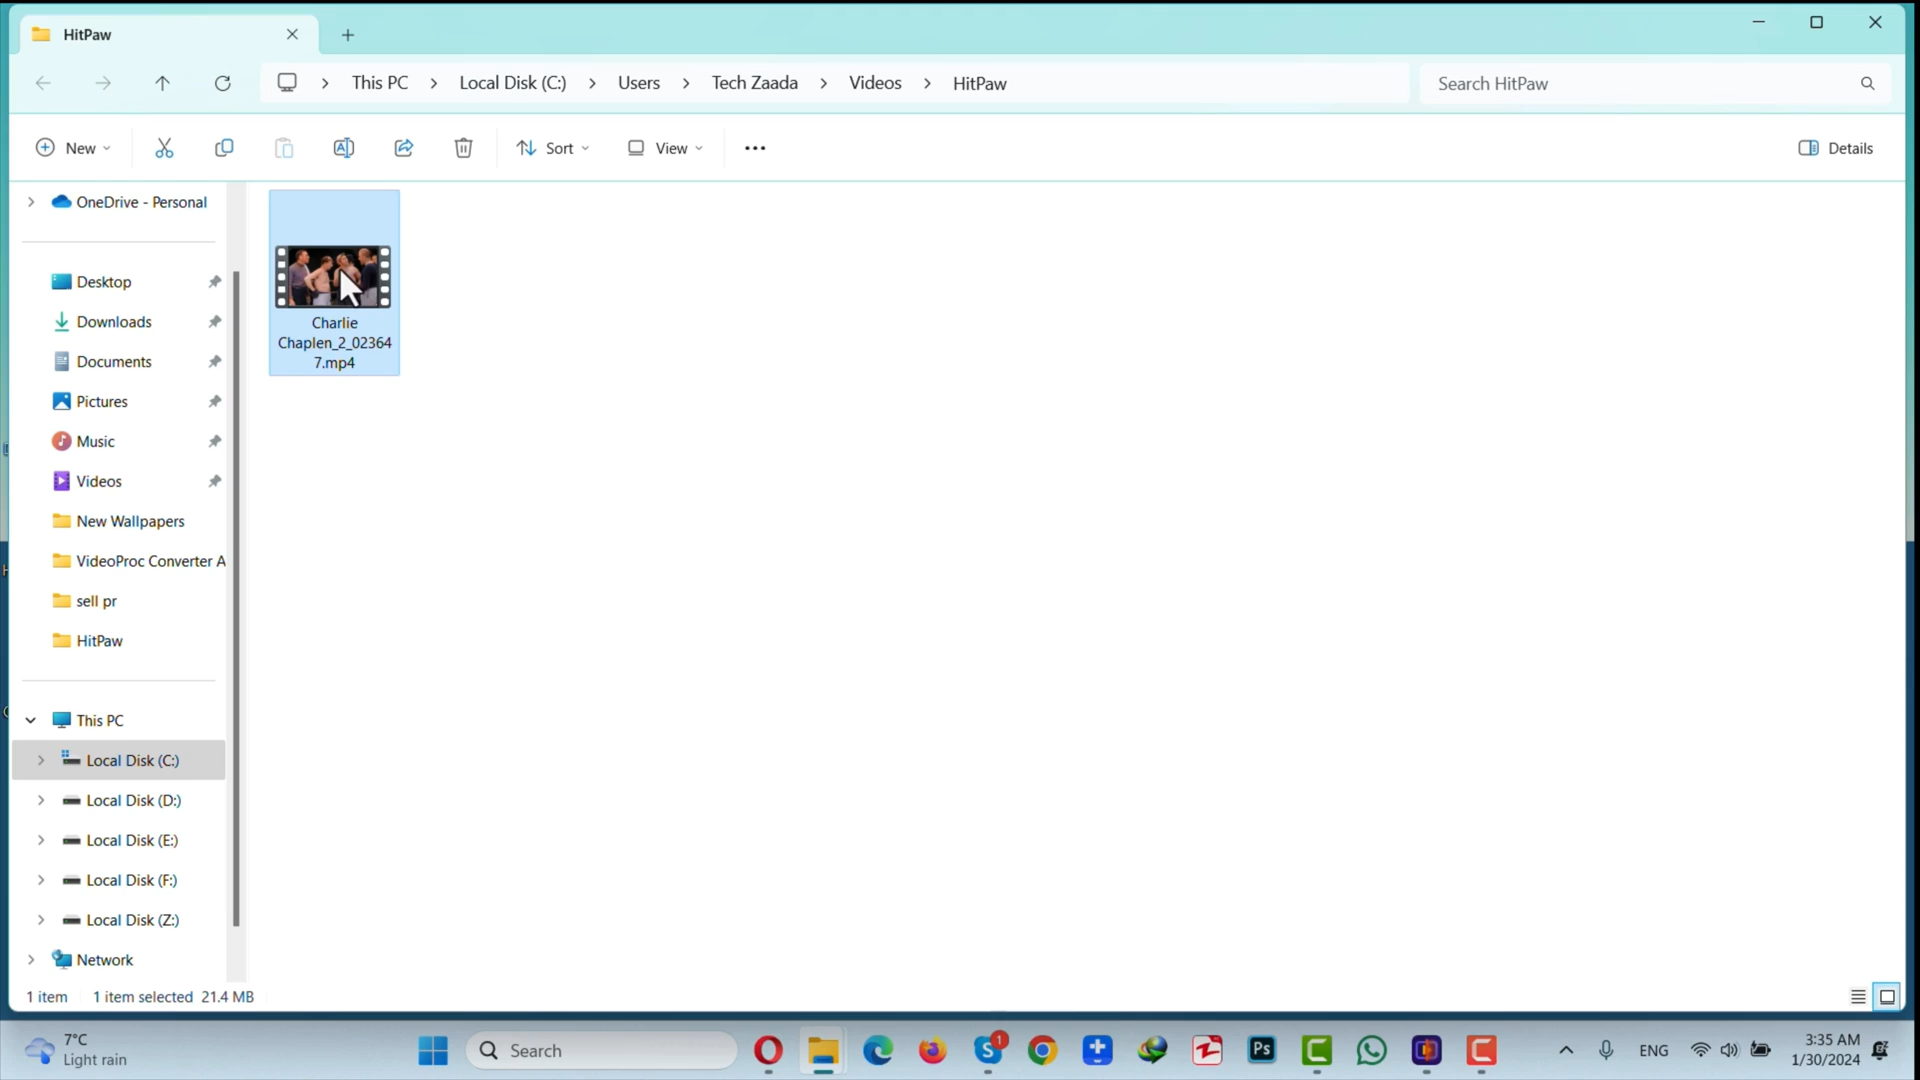 HitPaw
This PC
Local Disk (C:)
Users
Tech Zaada
Videos
HitPaw
Search HitPaw
New
Sort
View
Details
OneDrive - Personal
Desktop
Downloads
Documents
Pictures
Music
Videos
New Wallpapers
VideoProc Converter A
sell pr
HitPaw
This PC
Local Disk (C:)
Local Disk (D:)
Local Disk (E:)
Local Disk (F:)
Local Disk (Z:)
Network
Charlie
Chaplen_2_02364
7.mp4
1 item 1 item selected 21.4 MB
7°C
Light rain
Search
1
Ps
ENG
3:35 AM
1/30/2024